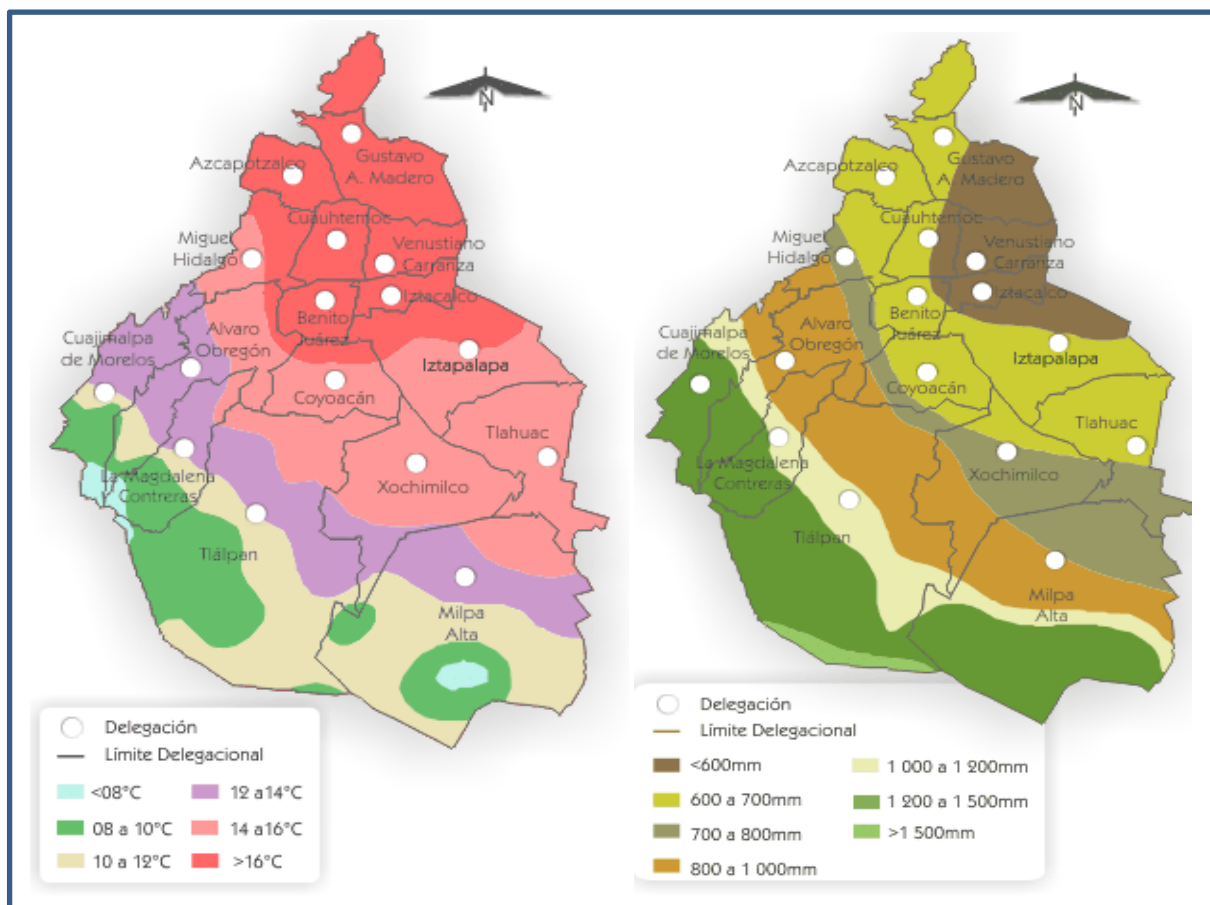 N
Azcapotzalco
Gustavo
A. Madero
Cuauhtemoc
Miguel
Hidalgo
Venustiano
Carranza
Iztacalco
Benito
Juárez
Cuajimalpa
de Morelos
Alvaro
Obregón
Iztapalapa
Coyoacán
Tlahuac
La Magdalena
Contreras
Xochimilco
Tlálpan
Milpa
Alta
Delegación
Límite Delegacional
<08°C
12 a14°C
08 a 10°C
14 a16°C
10 a 12°C
>16°C
N
Azcapotzalco
Gustavo
A. Madero
Cuauhtemoc
Miguel
Hidalgo
Venustiano
Carranza
Iztacalco
Benito
Juárez
Cuajimalpa
de Morelos
Alvaro
Obregón
Iztapalapa
Coyoacán
Tlahuac
La Magdalena
Contreras
Xochimilco
Tlálpan
Milpa
Alta
Delegación
Límite Delegacional
<600mm
1 000 a 1 200mm
600 a 700mm
1 200 a 1 500mm
700 a 800mm
>1 500mm
800 a 1 000mm